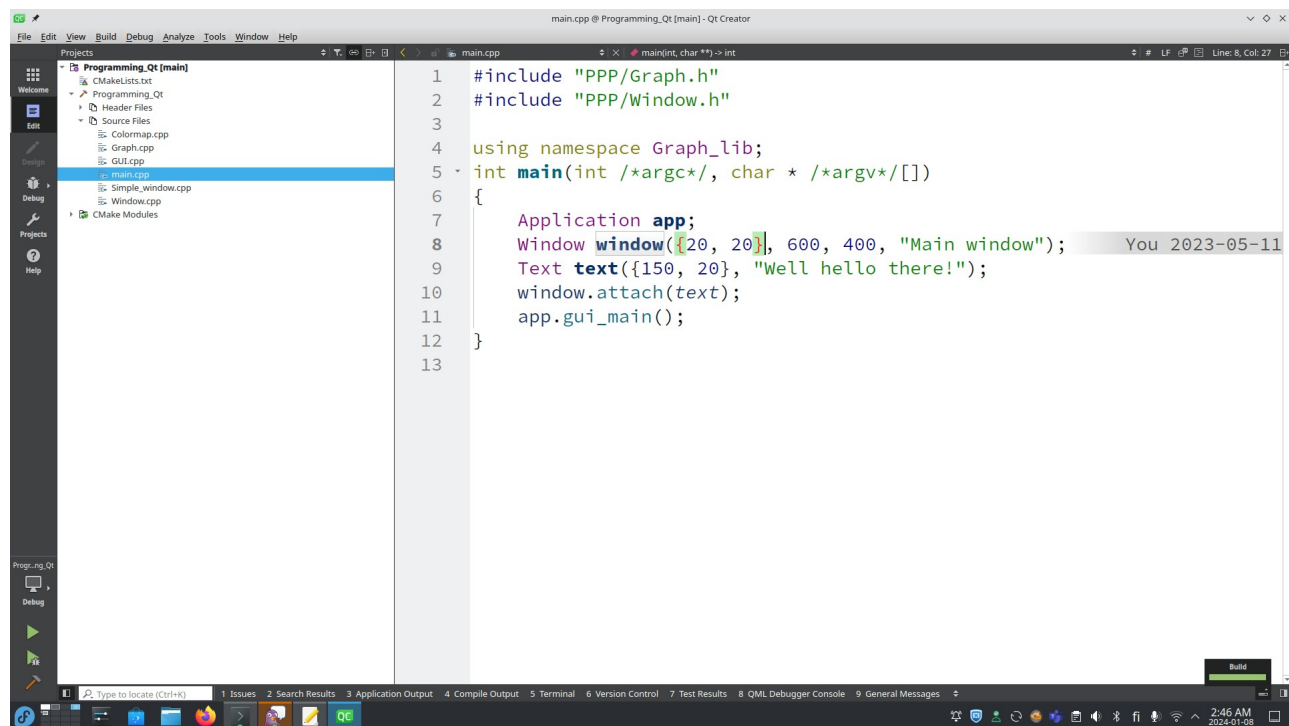 main.cpp @ Programming_Qt [main] - Qt Creator
File Edit View Build Debug Analyze Tools Window Help
Projects
main.cpp
main(int, char **) -> int
# LF Line: 8, Col: 27
Welcome
Edit
Design
Debug
Projects
Help
Programming_Qt [main]
CMakeLists.txt
Programming_Qt
Header Files
Source Files
Colormap.cpp
Graph.cpp
GUI.cpp
main.cpp
Simple_window.cpp
Window.cpp
CMake Modules
1 #include "PPP/Graph.h"
2 #include "PPP/Window.h"
3
4 using namespace Graph_lib;
5 int main(int /*argc*/, char * /*argv*/[])
6 {
7 Application app;
8 Window window({20, 20}, 600, 400, "Main window"); You 2023-05-11
9 Text text({150, 20}, "Well hello there!");
10 window.attach(text);
11 app.gui_main();
12 }
13
Progr...ng_Qt
Debug
Build
Type to locate (Ctrl+K) 1 Issues 2 Search Results 3 Application Output 4 Compile Output 5 Terminal 6 Version Control 7 Test Results 8 QML Debugger Console 9 General Messages
QC
fi
2:46 AM
2024-01-08